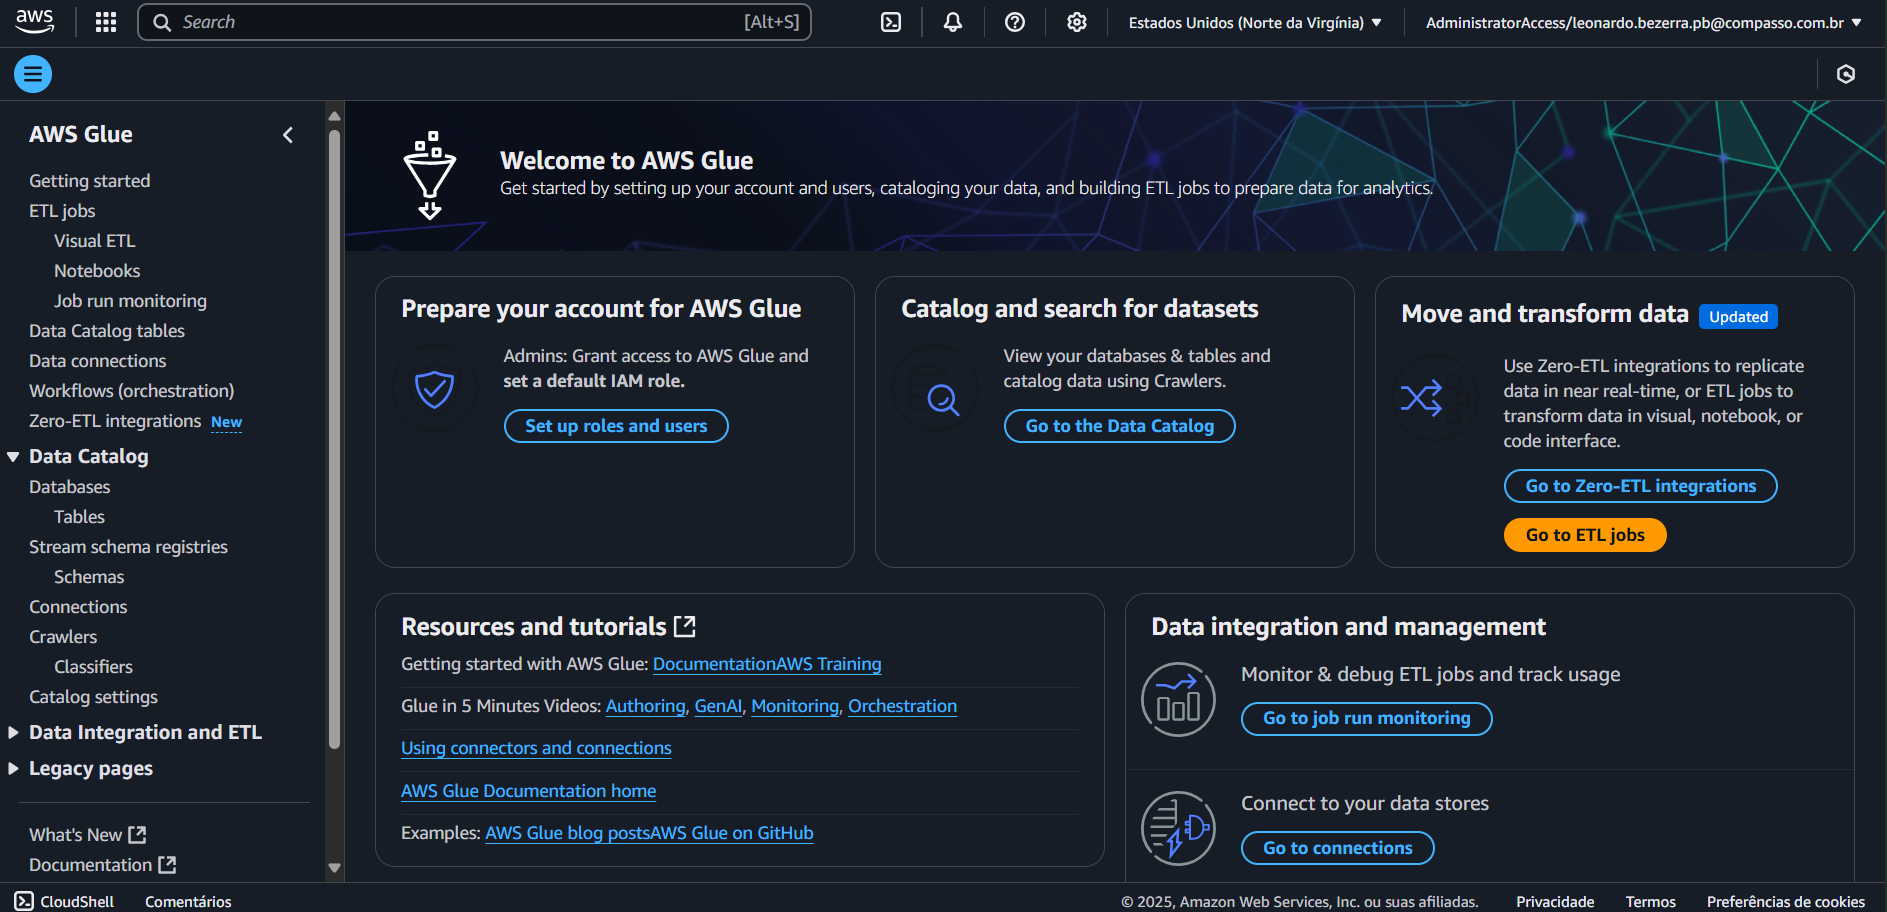 aws
Search
[Alt+S]
Estados Unidos (Norte da Virgínia)
AdministratorAccess/leonardo.bezerra.pb@compasso.com.br
AWS Glue
Getting started
ETL jobs
Visual ETL
Notebooks
Job run monitoring
Data Catalog tables
Data connections
Workflows (orchestration)
Zero-ETL integrations New
Data Catalog
Databases
Tables
Stream schema registries
Schemas
Connections
Crawlers
Classifiers
Catalog settings
Data Integration and ETL
Legacy pages
What's New
Documentation
Welcome to AWS Glue
Get started by setting up your account and users, cataloging your data, and building ETL jobs to prepare data for analytics.
Prepare your account for AWS Glue
Admins: Grant access to AWS Glue and
set a default IAM role.
Set up roles and users
Catalog and search for datasets
View your databases & tables and
catalog data using Crawlers.
Go to the Data Catalog
Move and transform data Updated
Use Zero-ETL integrations to replicate
data in near real-time, or ETL jobs to
transform data in visual, notebook, or
code interface.
Go to Zero-ETL integrations
Go to ETL jobs
Resources and tutorials
Getting started with AWS Glue: DocumentationAWS Training
Glue in 5 Minutes Videos: Authoring, GenAI, Monitoring, Orchestration
Using connectors and connections
AWS Glue Documentation home
Examples: AWS Glue blog postsAWS Glue on GitHub
Data integration and management
Monitor & debug ETL jobs and track usage
Go to job run monitoring
Connect to your data stores
Go to connections
CloudShell
Comentários
© 2025, Amazon Web Services, Inc. ou suas afiliadas.
Privacidade
Termos
Preferências de cookies